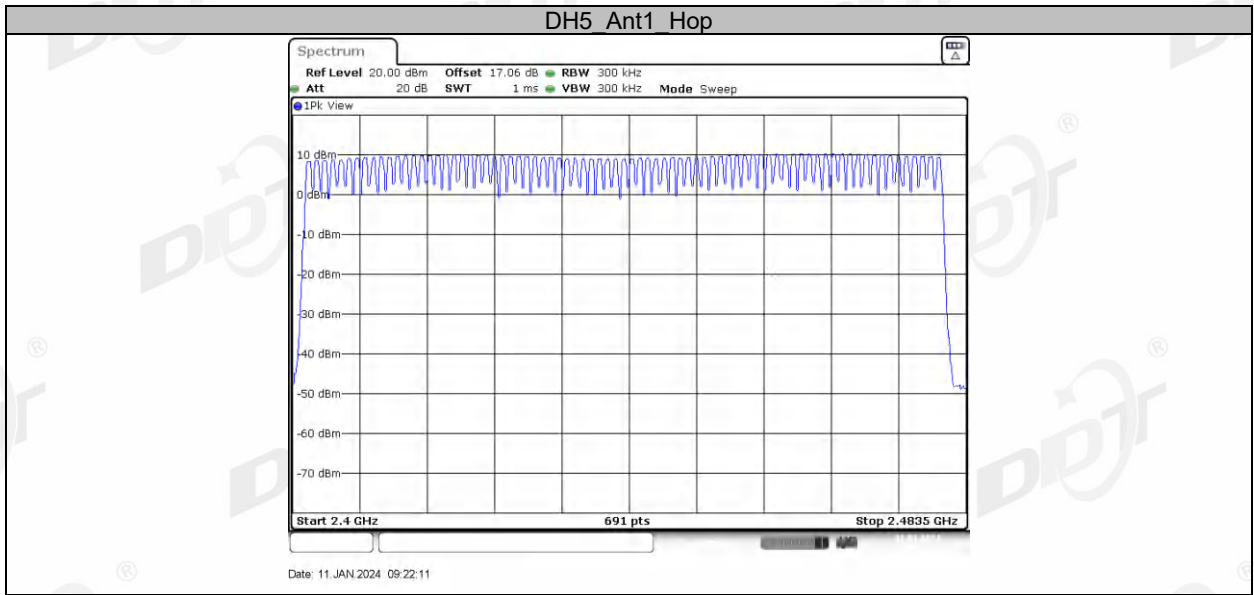 DH5_Ant1_Hop
Spectrum
Ref Level 20.00 dBm Offset 17.06 dB RBW 300 kHz
Att 20 dB SWT 1 ms VBW 300 kHz Mode Sweep
1Pk View
10 dBm
0 dBm
-10 dBm
-20 dBm
-30 dBm
-40 dBm
-50 dBm
-60 dBm
-70 dBm
Start 2.4 GHz 691 pts Stop 2.4835 GHz
Date: 11.JAN.2024 09:22:11
DDT ®